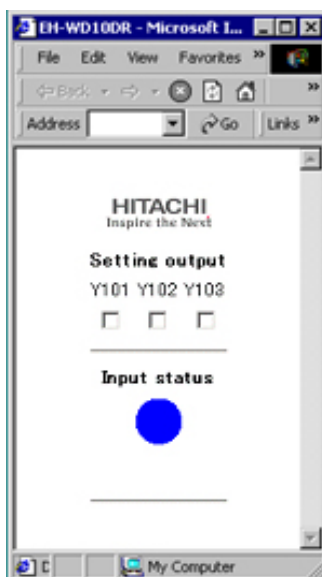 EH-WD10DR - Microsoft I...
File Edit View Favorites »
Back »
Address Go Links »
HITACHI
Inspire the Next
Setting output
Y101 Y102 Y103
Input status
My Computer